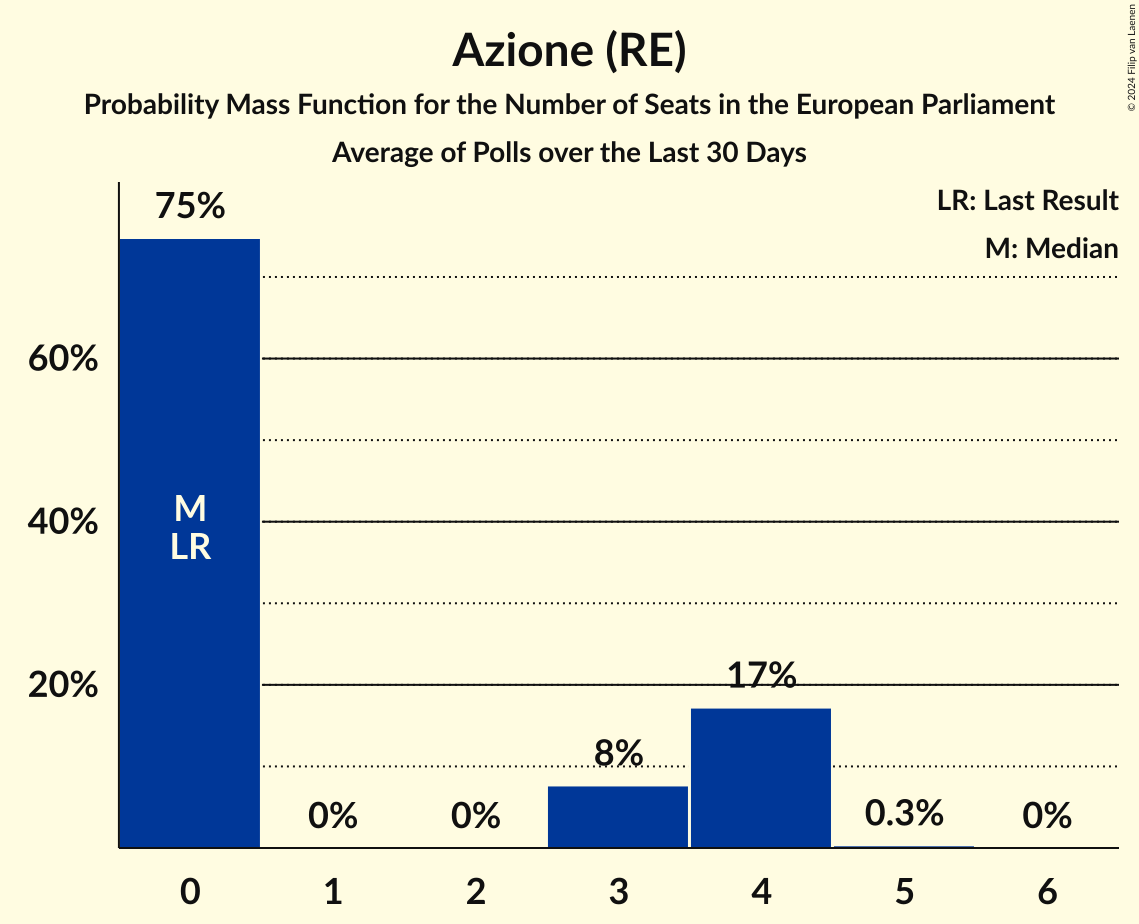 Azione (RE)
Probability Mass Function for the Number of Seats in the European Parliament
Average of Polls over the Last 30 Days
© 2024 Filip van Laenen
LR: Last Result
M: Median
75%
60%
40%
20%
M
LR
0%
0%
8%
17%
0.3%
0%
0
1
2
3
4
5
6